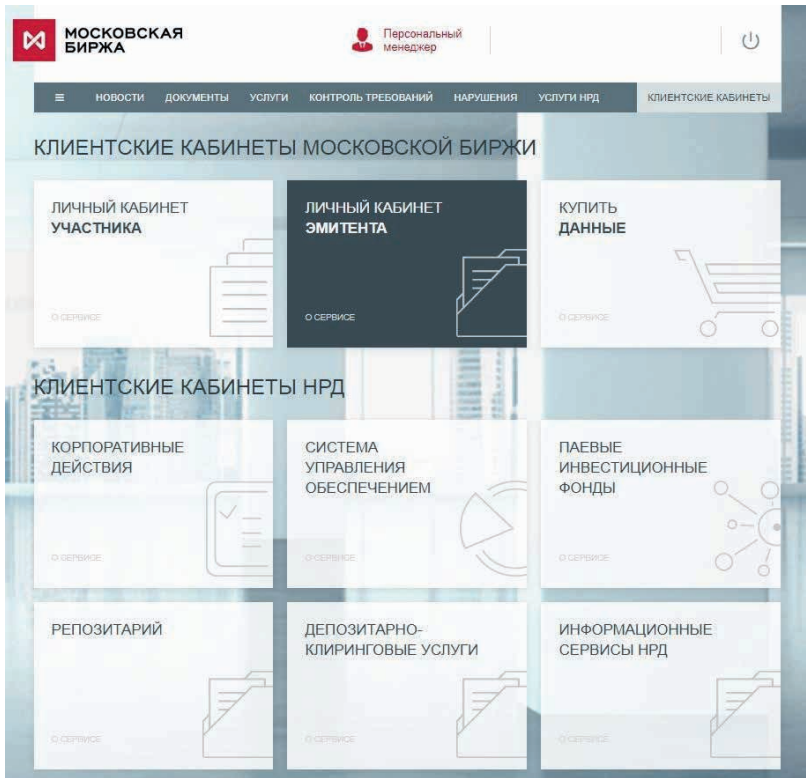 МОСКОВСКАЯ
БИРЖА
Персональный
менеджер
НОВОСТИ ДОКУМЕНТЫ УСЛУГИ КОНТРОЛЬ ТРЕБОВАНИЙ НАРУШЕНИЯ УСЛУГИ НРД КЛИЕНТСКИЕ КАБИНЕТЫ
КЛИЕНТСКИЕ КАБИНЕТЫ МОСКОВСКОЙ БИРЖИ
ЛИЧНЫЙ КАБИНЕТ
УЧАСТНИКА
О СЕРВИСЕ
ЛИЧНЫЙ КАБИНЕТ
ЭМИТЕНТА
О СЕРВИСЕ
КУПИТЬ
ДАННЫЕ
О СЕРВИСЕ
КЛИЕНТСКИЕ КАБИНЕТЫ НРД
КОРПОРАТИВНЫЕ
ДЕЙСТВИЯ
О СЕРВИСЕ
СИСТЕМА
УПРАВЛЕНИЯ
ОБЕСПЕЧЕНИЕМ
О СЕРВИСЕ
ПАЕВЫЕ
ИНВЕСТИЦИОННЫЕ
ФОНДЫ
О СЕРВИСЕ
РЕПОЗИТАРИЙ
О СЕРВИСЕ
ДЕПОЗИТАРНО-
КЛИРИНГОВЫЕ УСЛУГИ
О СЕРВИСЕ
ИНФОРМАЦИОННЫЕ
СЕРВИСЫ НРД
О СЕРВИСЕ